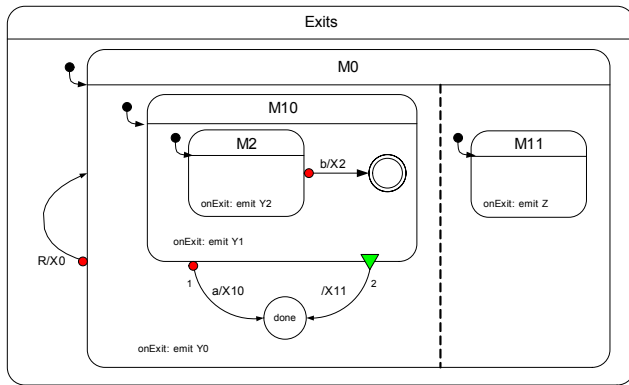 Exits
M0
M10
M2
b/X2
M11
onExit: emit Y2
onExit: emit Z
onExit: emit Y1
R/X0
1
a/X10
/X11
2
done
onExit: emit Y0